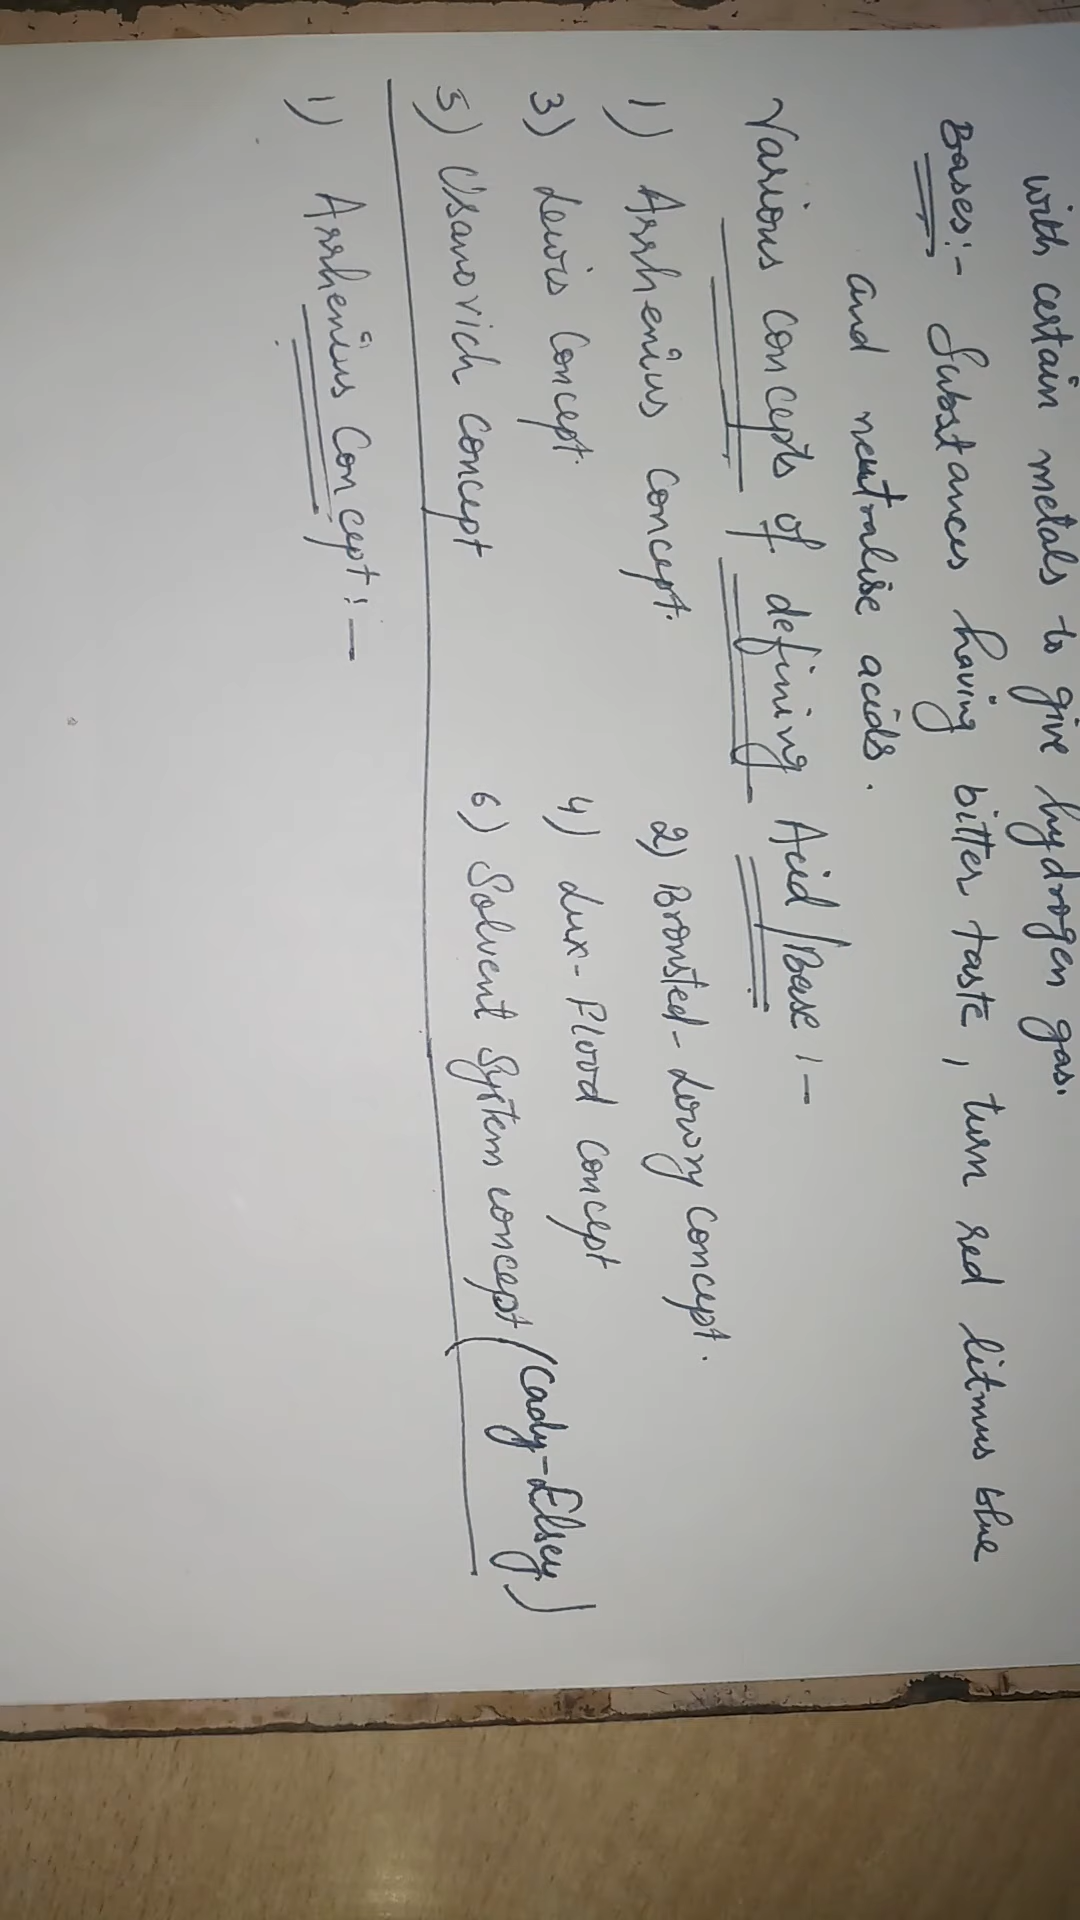 with certain metals to give hydrogen gas.
Bases:- Substances having bitter taste, turn red litmus blue
and neutralise acids.
Various concepts of defining Acid/Base :-
1) Arrhenius Concept. 2) Bronsted-Lowry Concept.
3) Lewis Concept. 4) Lux-Flood Concept
5) Usanovich Concept 6) Solvent System concept (Cady-Elsey)
1) Arrhenius Concept :-